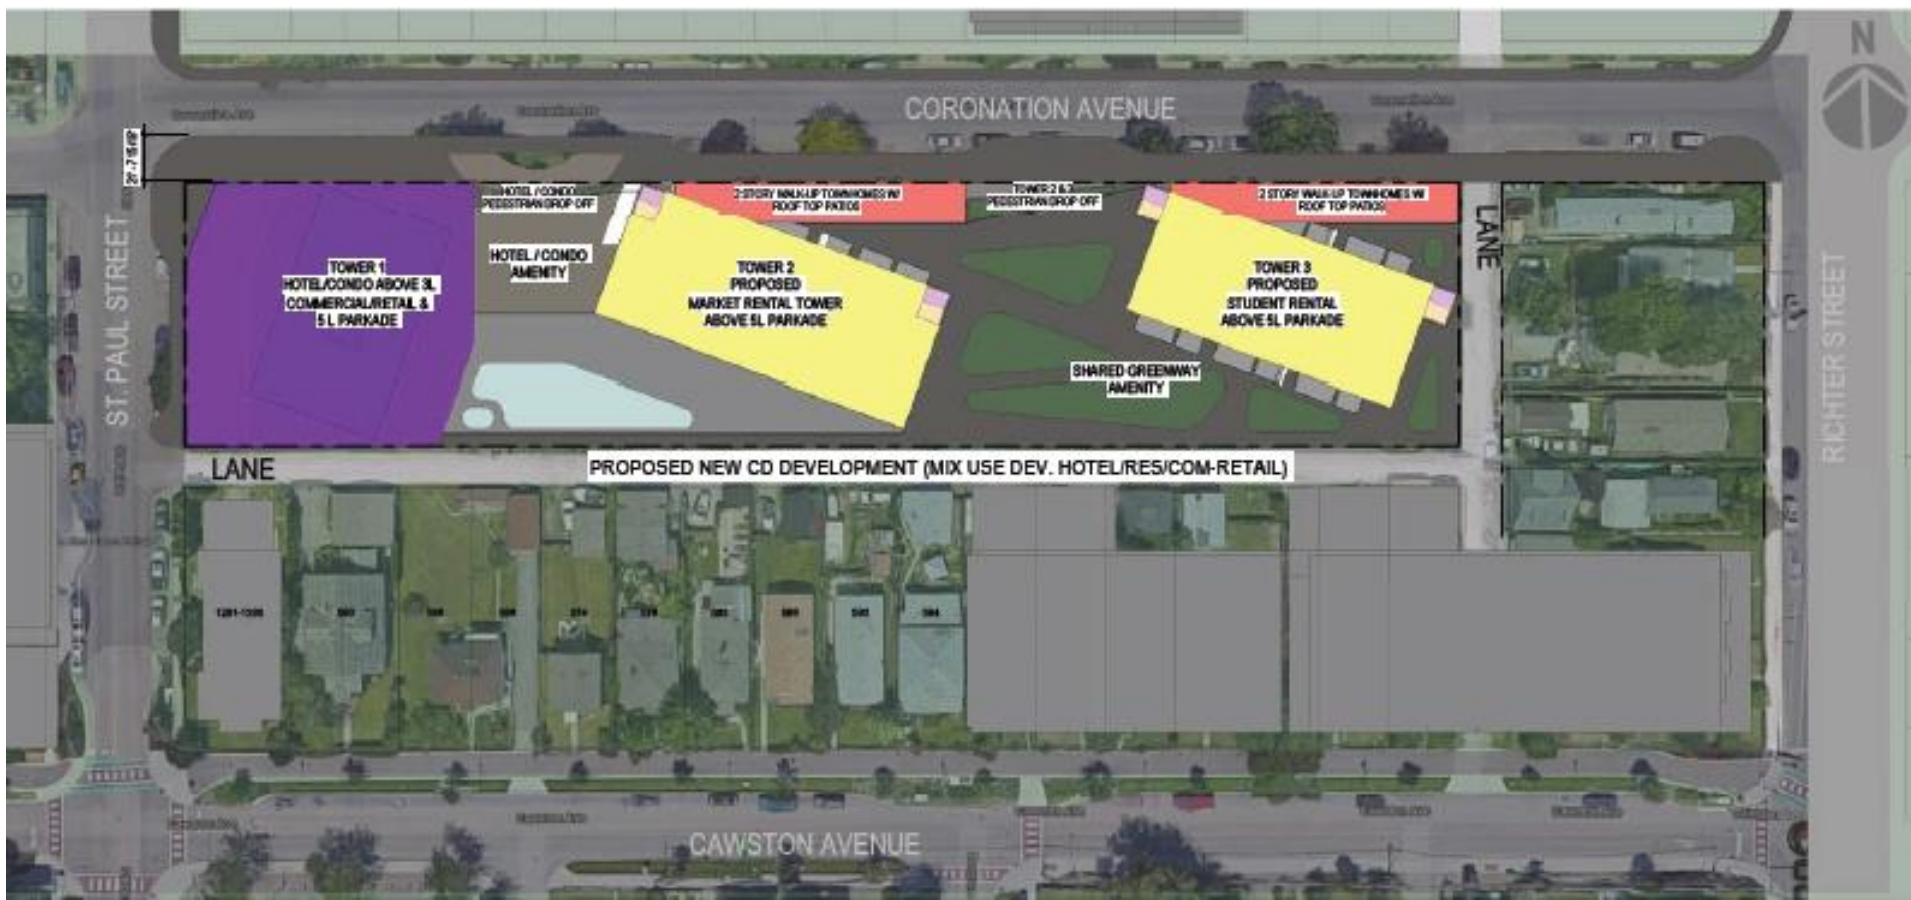 N
CORONATION AVENUE
ST. PAUL STREET
HOTEL / CONDO
PEDESTRIAN DROP OFF
2 STORY WALK-UP TOWNHOMES W/
ROOF TOP PATIOS
TOWER 2 & 3
PEDESTRIAN DROP OFF
2 STORY WALK-UP TOWNHOMES W/
ROOF TOP PATIOS
LANE
RICHTER STREET
TOWER 1
HOTEL/CONDO ABOVE 3L
COMMERCIAL/RETAIL &
5 L PARKADE
HOTEL / CONDO
AMENITY
TOWER 2
PROPOSED
MARKET RENTAL TOWER
ABOVE 5L PARKADE
TOWER 3
PROPOSED
STUDENT RENTAL
ABOVE 5L PARKADE
SHARED GREENWAY
AMENITY
LANE
PROPOSED NEW CD DEVELOPMENT (MIX USE DEV. HOTEL/RES/COM-RETAIL)
CAWSTON AVENUE